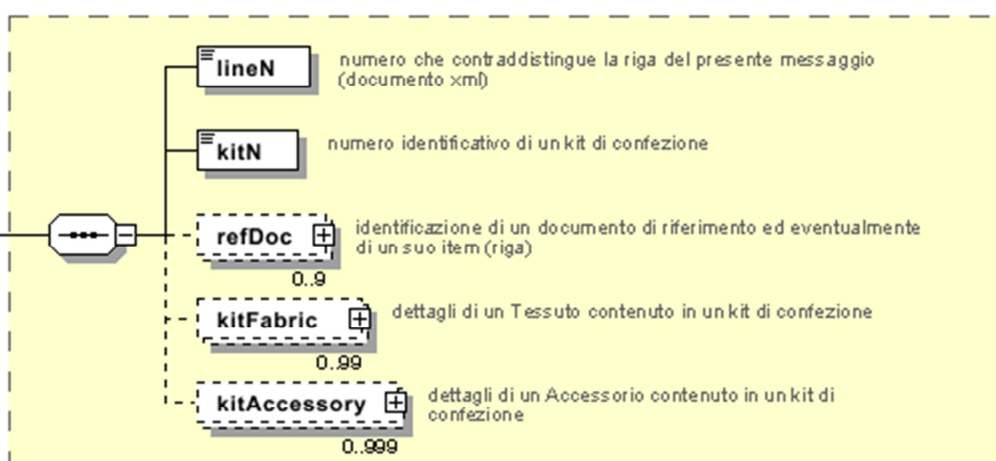 lineN
numero che contraddistingue la riga del presente messaggio
(documento xml)
kitN
numero identificativo di un kit di confezione
refDoc
identificazione di un documento di riferimento ed eventualmente
di un suo item (riga)
0..9
kitFabric
dettagli di un Tessuto contenuto in un kit di confezione
0..99
kitAccessory
dettagli di un Accessorio contenuto in un kit di
confezione
0..999